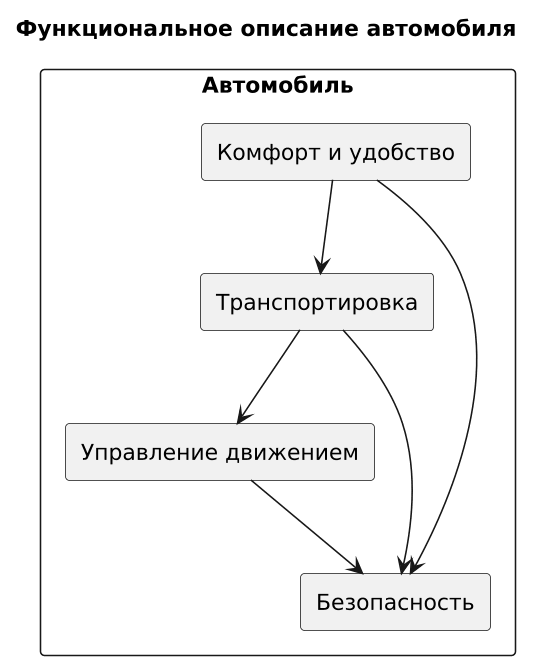 Функциональное описание автомобиля
Автомобиль
Комфорт и удобство
Транспортировка
Управление движением
Безопасность